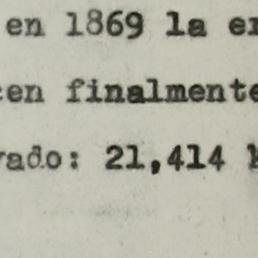 en 1869 la e
en finalmente
vado: 21,414